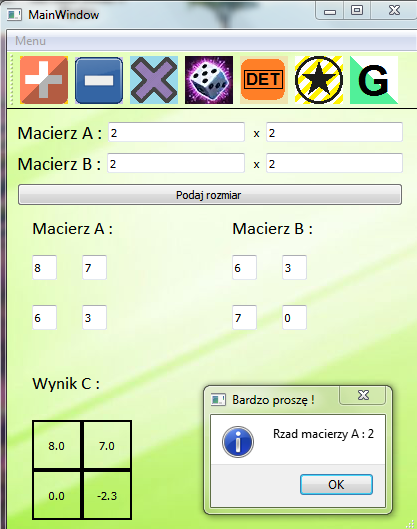 MainWindow
Menu
DET G
Macierz A : 2 x 2
Macierz B : 2 x 2
Podaj rozmiar
Macierz A : Macierz B :
8 7 6 3
6 3 7 0
Wynik C :
8.0 7.0
0.0 -2.3
Bardzo proszę !
Rzad macierzy A : 2
OK